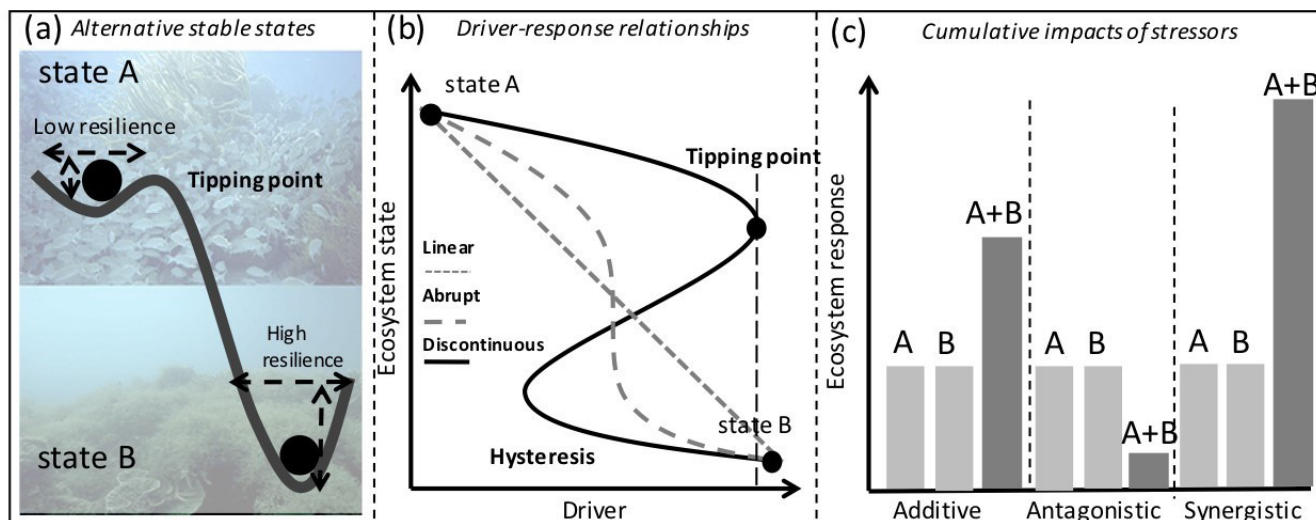 (a) Alternative stable states
state A
Low resilience
Tipping point
High
resilience
state B
(b) Driver-response relationships
state A
Tipping point
Linear
Abrupt
Discontinuous
state B
Hysteresis
Ecosystem state
Driver
(c) Cumulative impacts of stressors
A+B
A+B
A B A B A B
A+B
Ecosystem response
Additive Antagonistic Synergistic